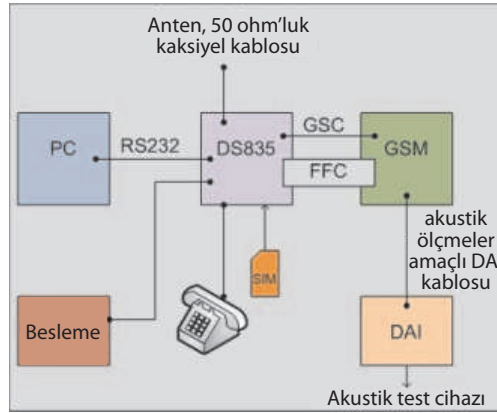 Anten, 50 ohm’luk
kaksiyel kablosu
PC
RS232
DS835
GSC
GSM
FFC
akustik
ölçmeler
amaçlı DA
kablosu
SIM
Besleme
DAI
Akustik test cihazı